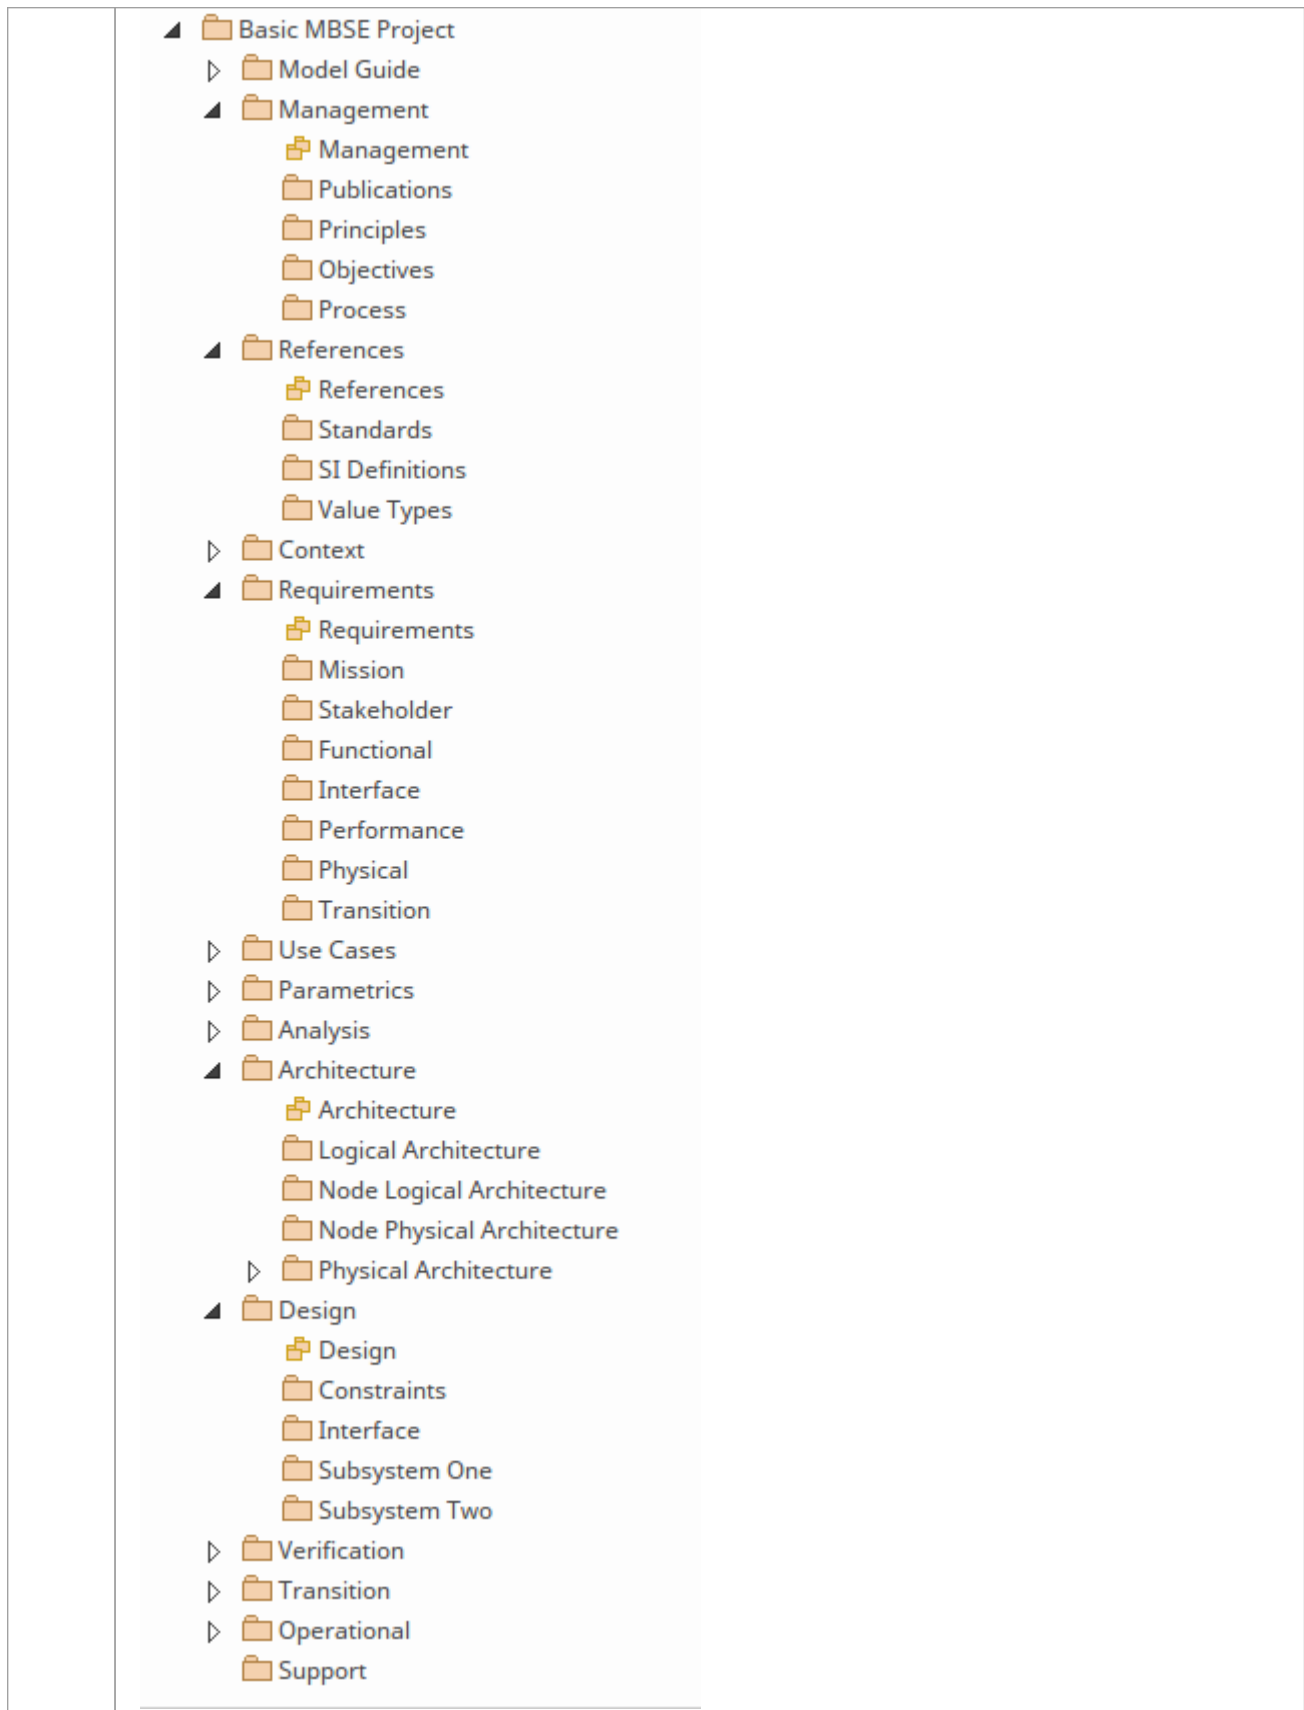 Basic MBSE Project
Model Guide
Management
Management
Publications
Principles
Objectives
Process
References
References
Standards
SI Definitions
Value Types
Context
Requirements
Requirements
Mission
Stakeholder
Functional
Interface
Performance
Physical
Transition
Use Cases
Parametrics
Analysis
Architecture
Architecture
Logical Architecture
Node Logical Architecture
Node Physical Architecture
Physical Architecture
Design
Design
Constraints
Interface
Subsystem One
Subsystem Two
Verification
Transition
Operational
Support